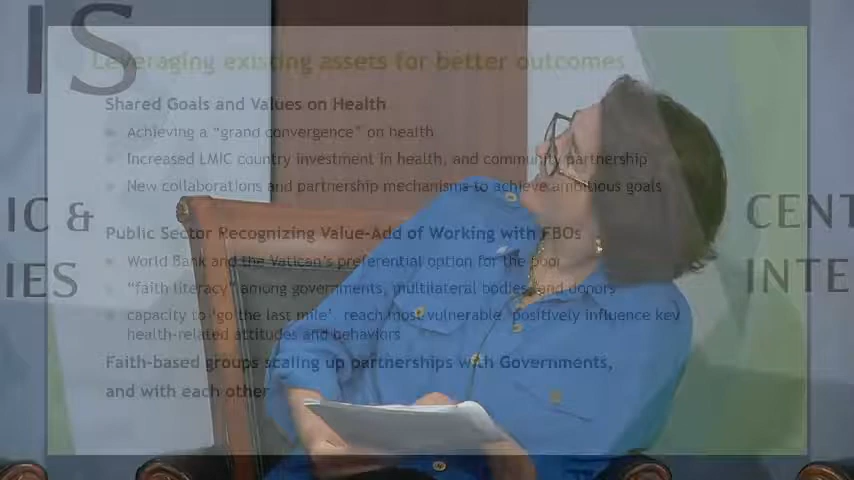 IS
IC &
IES
CENT
INTE
Leveraging existing assets for better outcomes
Shared Goals and Values on Health
Achieving a “grand convergence” on health
Increased LMIC country investment in health, and community partnership
New collaborations and partnership mechanisms to achieve ambitious goals
Public Sector Recognizing Value-Add of Working with FBOs
World Bank and the Vatican’s preferential option for the poor
“faith literacy” among governments, multilateral bodies and donors
capacity to ‘go the last mile’, reach most vulnerable, positively influence key
health-related attitudes and behaviors
Faith-based groups scaling up partnerships with Governments,
and with each other